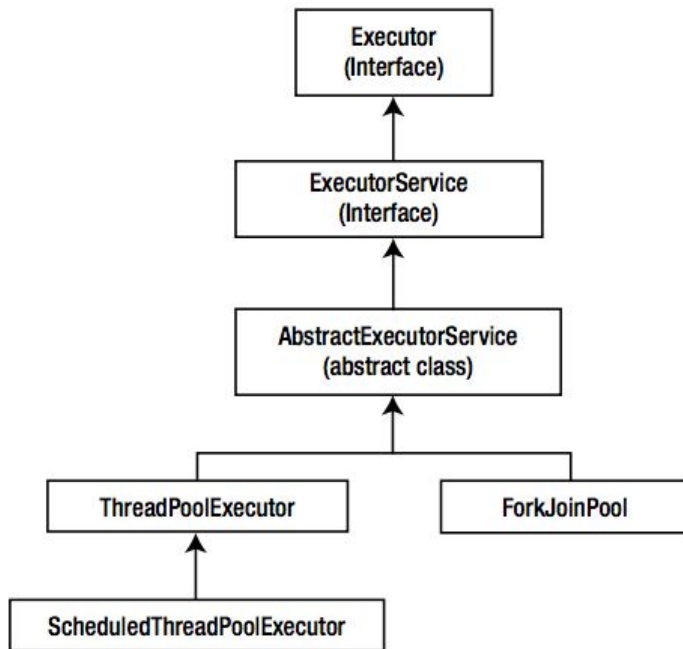 Executor
(Interface)
ExecutorService
(Interface)
AbstractExecutorService
(abstract class)
ThreadPoolExecutor
ForkJoinPool
ScheduledThreadPoolExecutor